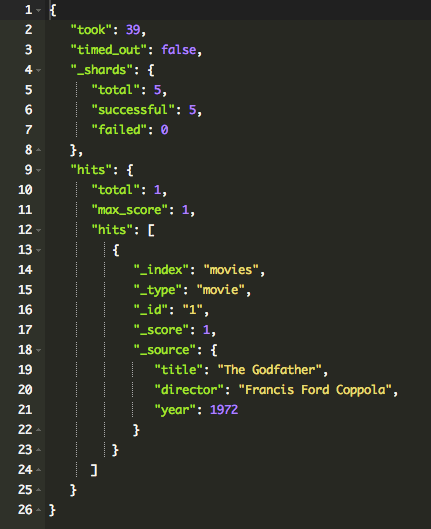 1 {
2 "took": 39,
3 "timed_out": false,
4 "_shards": {
5 "total": 5,
6 "successful": 5,
7 "failed": 0
8 },
9 "hits": {
10 "total": 1,
11 "max_score": 1,
12 "hits": [
13 {
14 "_index": "movies",
15 "_type": "movie",
16 "_id": "1",
17 "_score": 1,
18 "_source": {
19 "title": "The Godfather",
20 "director": "Francis Ford Coppola",
21 "year": 1972
22 }
23 }
24 ]
25 }
26 }